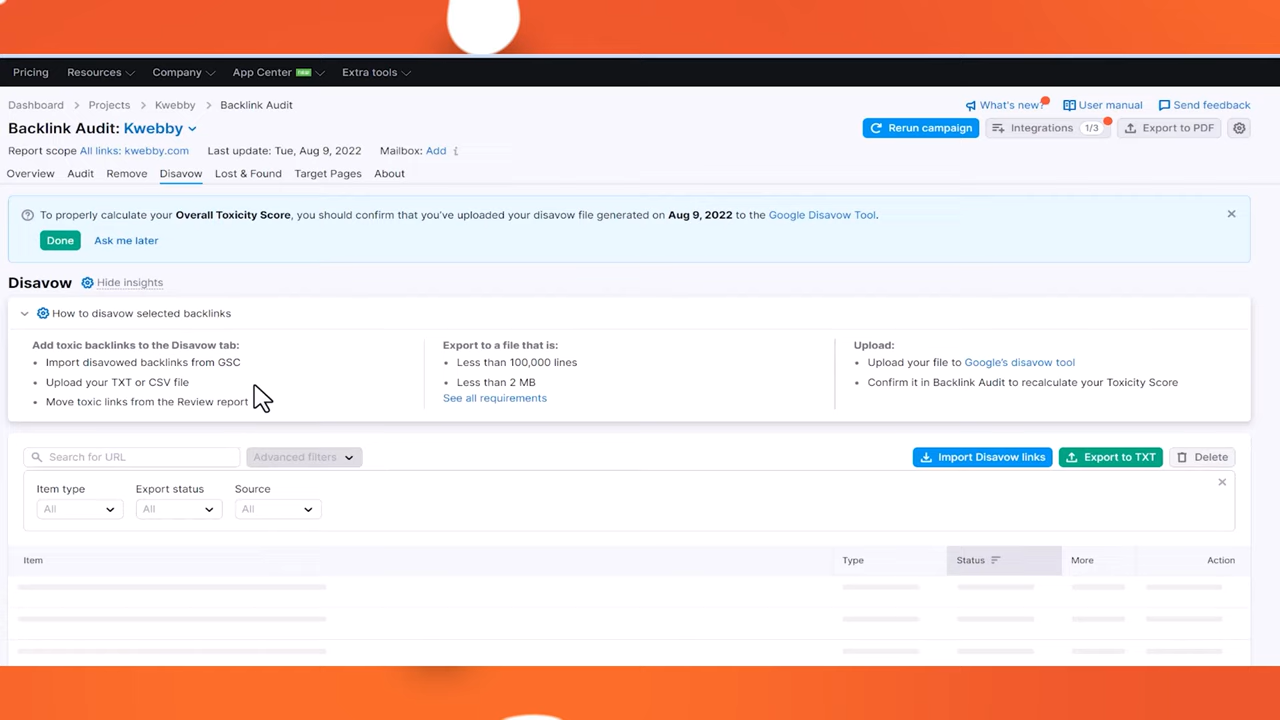 Pricing Resources Company App Center new Extra tools
Dashboard Projects Kwebby Backlink Audit What's new? User manual Send feedback
Backlink Audit: Kwebby Rerun campaign Integrations 1/3 Export to PDF
Report scope All links: kwebby.com Last update: Tue, Aug 9, 2022 Mailbox: Add i
Overview Audit Remove Disavow Lost & Found Target Pages About
To properly calculate your Overall Toxicity Score, you should confirm that you've uploaded your disavow file generated on Aug 9, 2022 to the Google Disavow Tool.
Done Ask me later
Disavow Hide insights
How to disavow selected backlinks
Add toxic backlinks to the Disavow tab:
• Import disavowed backlinks from GSC
• Upload your TXT or CSV file
• Move toxic links from the Review report
Export to a file that is:
• Less than 100,000 lines
• Less than 2 MB
See all requirements
Upload:
• Upload your file to Google's disavow tool
• Confirm it in Backlink Audit to recalculate your Toxicity Score
Search for URL Advanced filters Import Disavow links Export to TXT Delete
Item type Export status Source
All All All
Item Type Status More Action